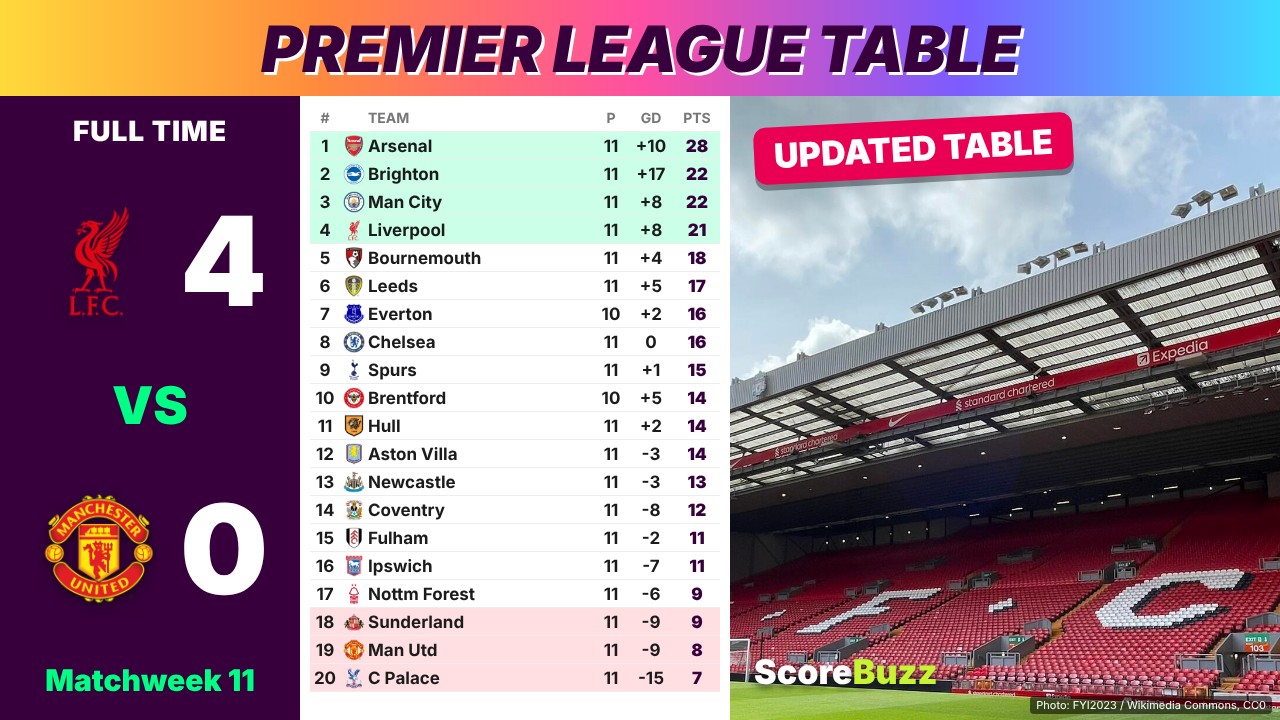 PREMIER LEAGUE TABLE
FULL TIME
L.F.C.
4
VS
MANCHESTER
UNITED
0
Matchweek 11
# TEAM P GD PTS
1 Arsenal 11 +10 28
2 Brighton 11 +17 22
3 Man City 11 +8 22
4 Liverpool 11 +8 21
5 Bournemouth 11 +4 18
6 Leeds 11 +5 17
7 Everton 10 +2 16
8 Chelsea 11 0 16
9 Spurs 11 +1 15
10 Brentford 10 +5 14
11 Hull 11 +2 14
12 Aston Villa 11 -3 14
13 Newcastle 11 -3 13
14 Coventry 11 -8 12
15 Fulham 11 -2 11
16 Ipswich 11 -7 11
17 Nottm Forest 11 -6 9
18 Sunderland 11 -9 9
19 Man Utd 11 -9 8
20 C Palace 11 -15 7
UPDATED TABLE
Expedia
standard chartered
standard chartered
F C
103
ScoreBuzz
Photo: FYI2023 / Wikimedia Commons, CC0